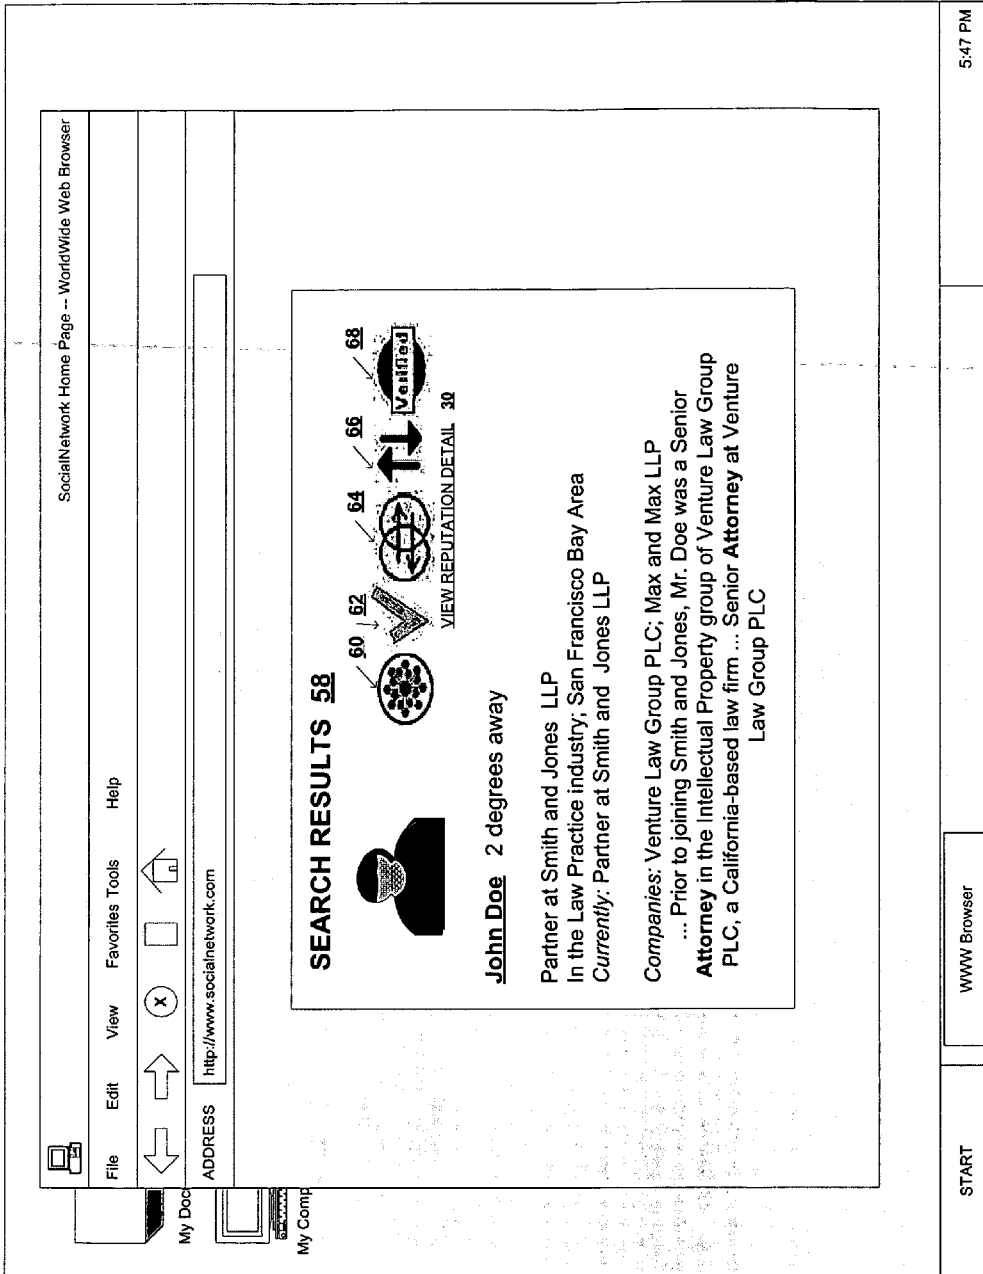 SocialNetwork Home Page -- WorldWide Web Browser
File Edit View Favorites Tools Help
X
ADDRESS http://www.socialnetwork.com
My Doc
My Comp
SEARCH RESULTS 58
60 62 64 66 68
Verified
VIEW REPUTATION DETAIL 30
John Doe 2 degrees away
Partner at Smith and Jones LLP
In the Law Practice industry; San Francisco Bay Area
Currently: Partner at Smith and Jones LLP
Companies: Venture Law Group PLC; Max and Max LLP
... Prior to joining Smith and Jones, Mr. Doe was a Senior
Attorney in the Intellectual Property group of Venture Law Group
PLC, a California-based law firm ... Senior Attorney at Venture
Law Group PLC
START WWW Browser 5:47 PM